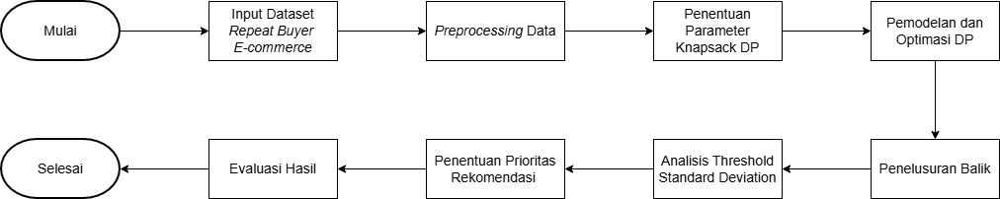 Mulai
Input Dataset
Repeat Buyer
E-commerce
Preprocessing Data
Penentuan
Parameter
Knapsack DP
Pemodelan dan
Optimasi DP
Penelusuran Balik
Analisis Threshold
Standard Deviation
Penentuan Prioritas
Rekomendasi
Evaluasi Hasil
Selesai